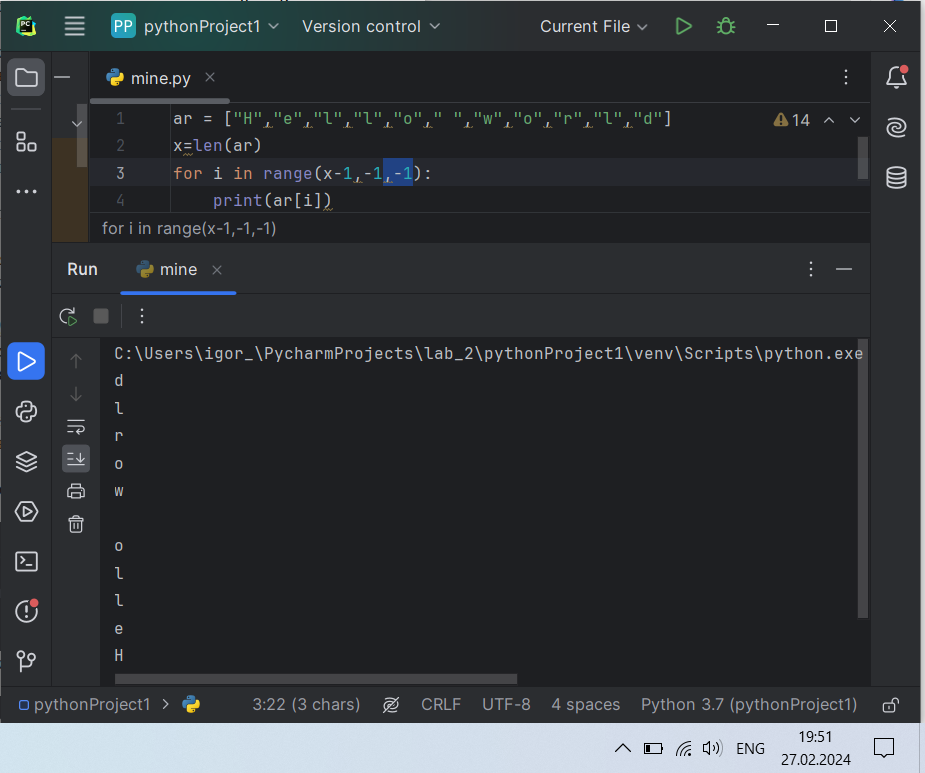 PC
PP pythonProject1 Version control Current File
mine.py
1 ar = ["H","e","l","l","o"," ","w","o","r","l","d"] 14
2 x=len(ar)
3 for i in range(x-1,-1,-1):
4 print(ar[i])
for i in range(x-1,-1,-1)
Run mine
C:\Users\igor_\PycharmProjects\lab_2\pythonProject1\venv\Scripts\python.exe
d
l
r
o
w
o
l
l
e
H
pythonProject1 3:22 (3 chars) CRLF UTF-8 4 spaces Python 3.7 (pythonProject1)
ENG 19:51
27.02.2024